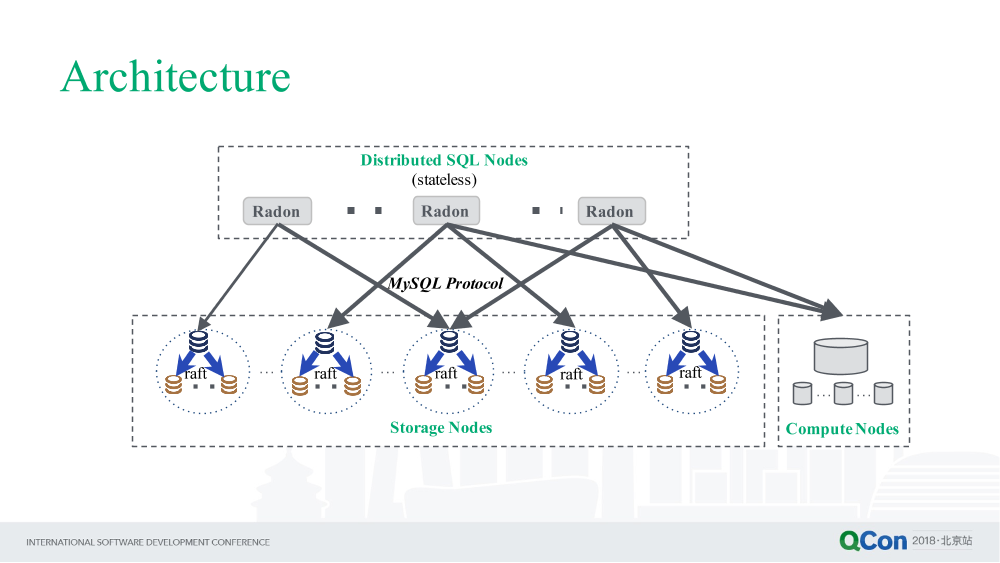 Architecture
Distributed SQL Nodes
(stateless)
Radon
Radon
Radon
MySQL Protocol
raft
raft
raft
raft
raft
Storage Nodes
Compute Nodes
INTERNATIONAL SOFTWARE DEVELOPMENT CONFERENCE
QCon 2018·北京站